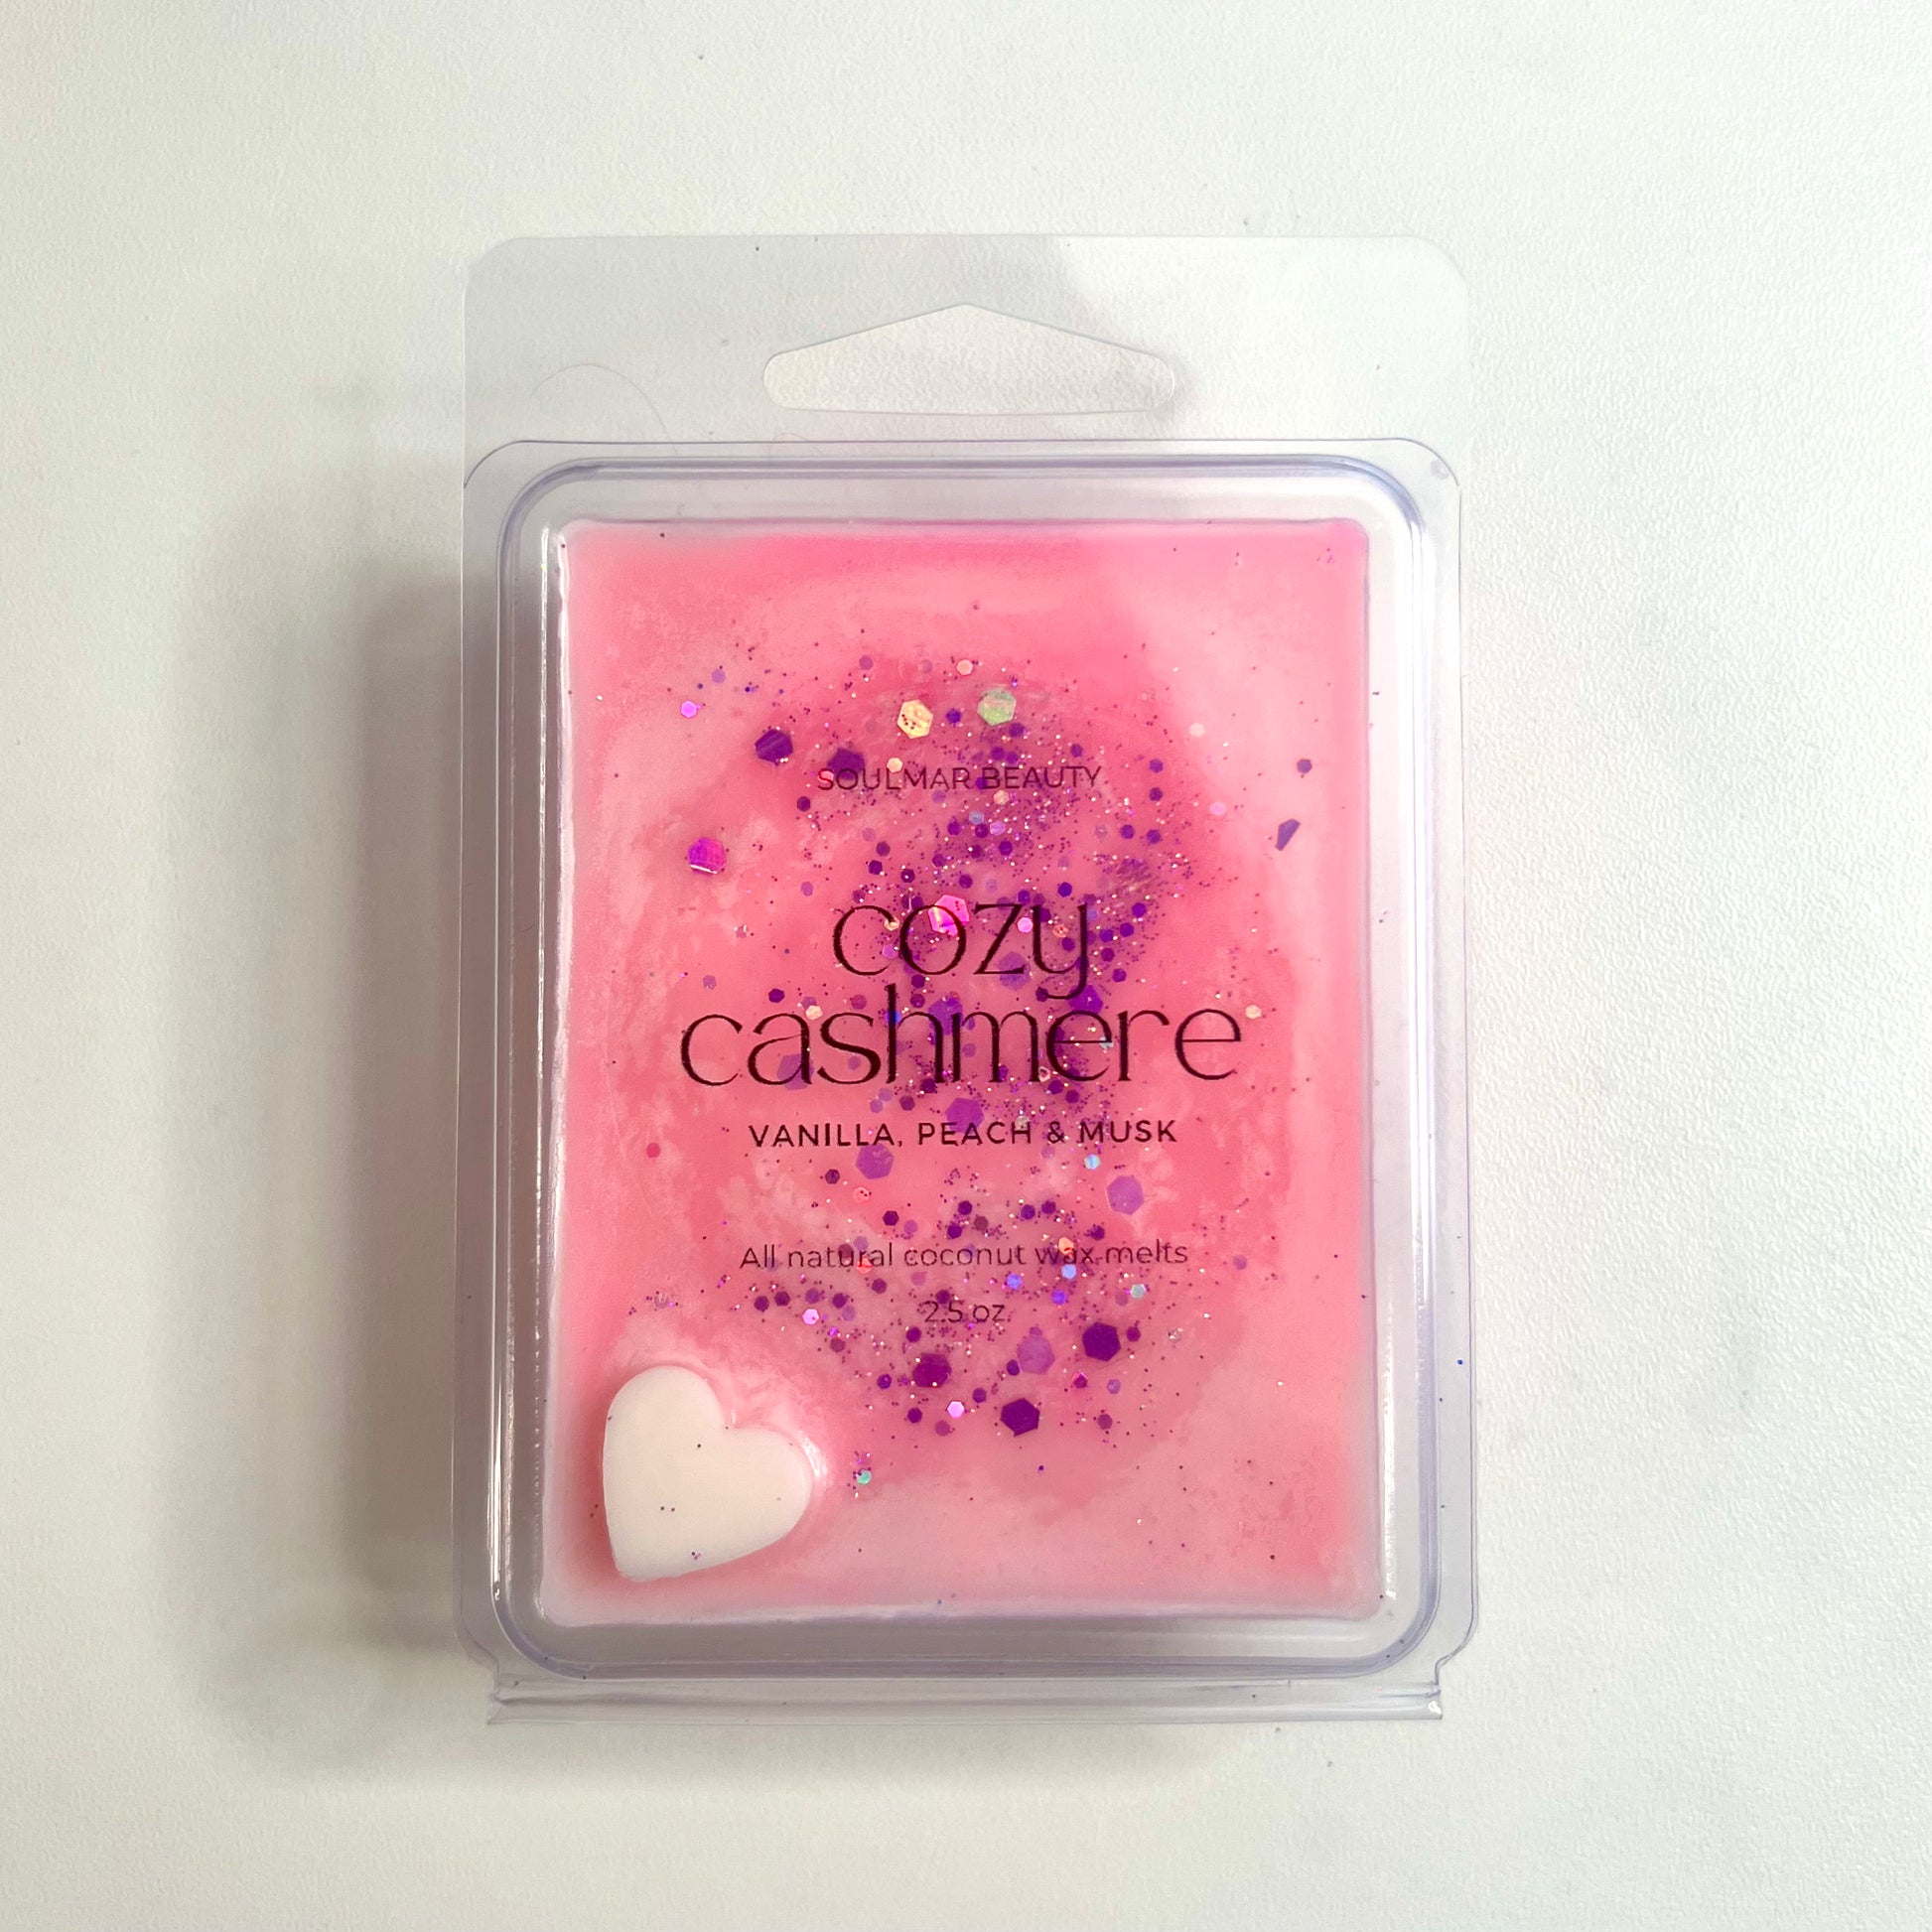 SOULMAR BEAUTY
cozy
cashmere
VANILLA, PEACH & MUSK
All natural coconut wax melts
2.5 oz